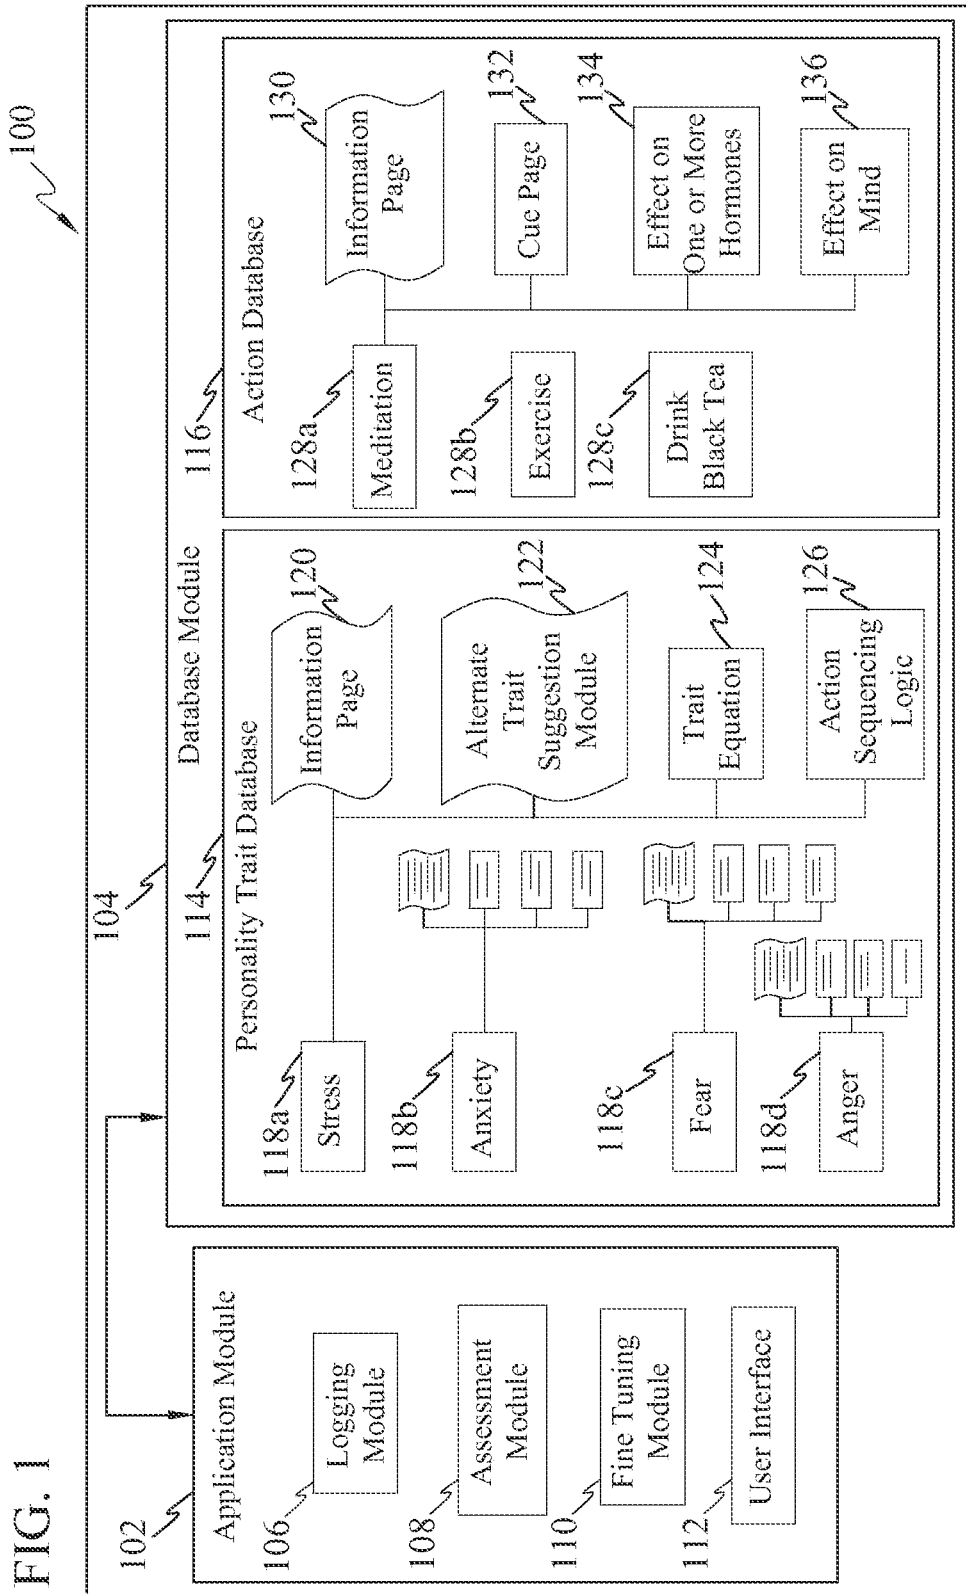 FIG. 1
100
102
Application Module
106
Logging
Module
108
Assessment
Module
110
Fine Tuning
Module
112
User Interface
104
Database Module
114
Personality Trait Database
118a
Stress
118b
Anxiety
118c
Fear
118d
Anger
120
Information
Page
122
Alternate
Trait
Suggestion
Module
124
Trait
Equation
126
Action
Sequencing
Logic
116
Action Database
128a
Meditation
128b
Exercise
128c
Drink
Black Tea
130
Information
Page
132
Cue Page
134
Effect on
One or More
Hormones
136
Effect on
Mind